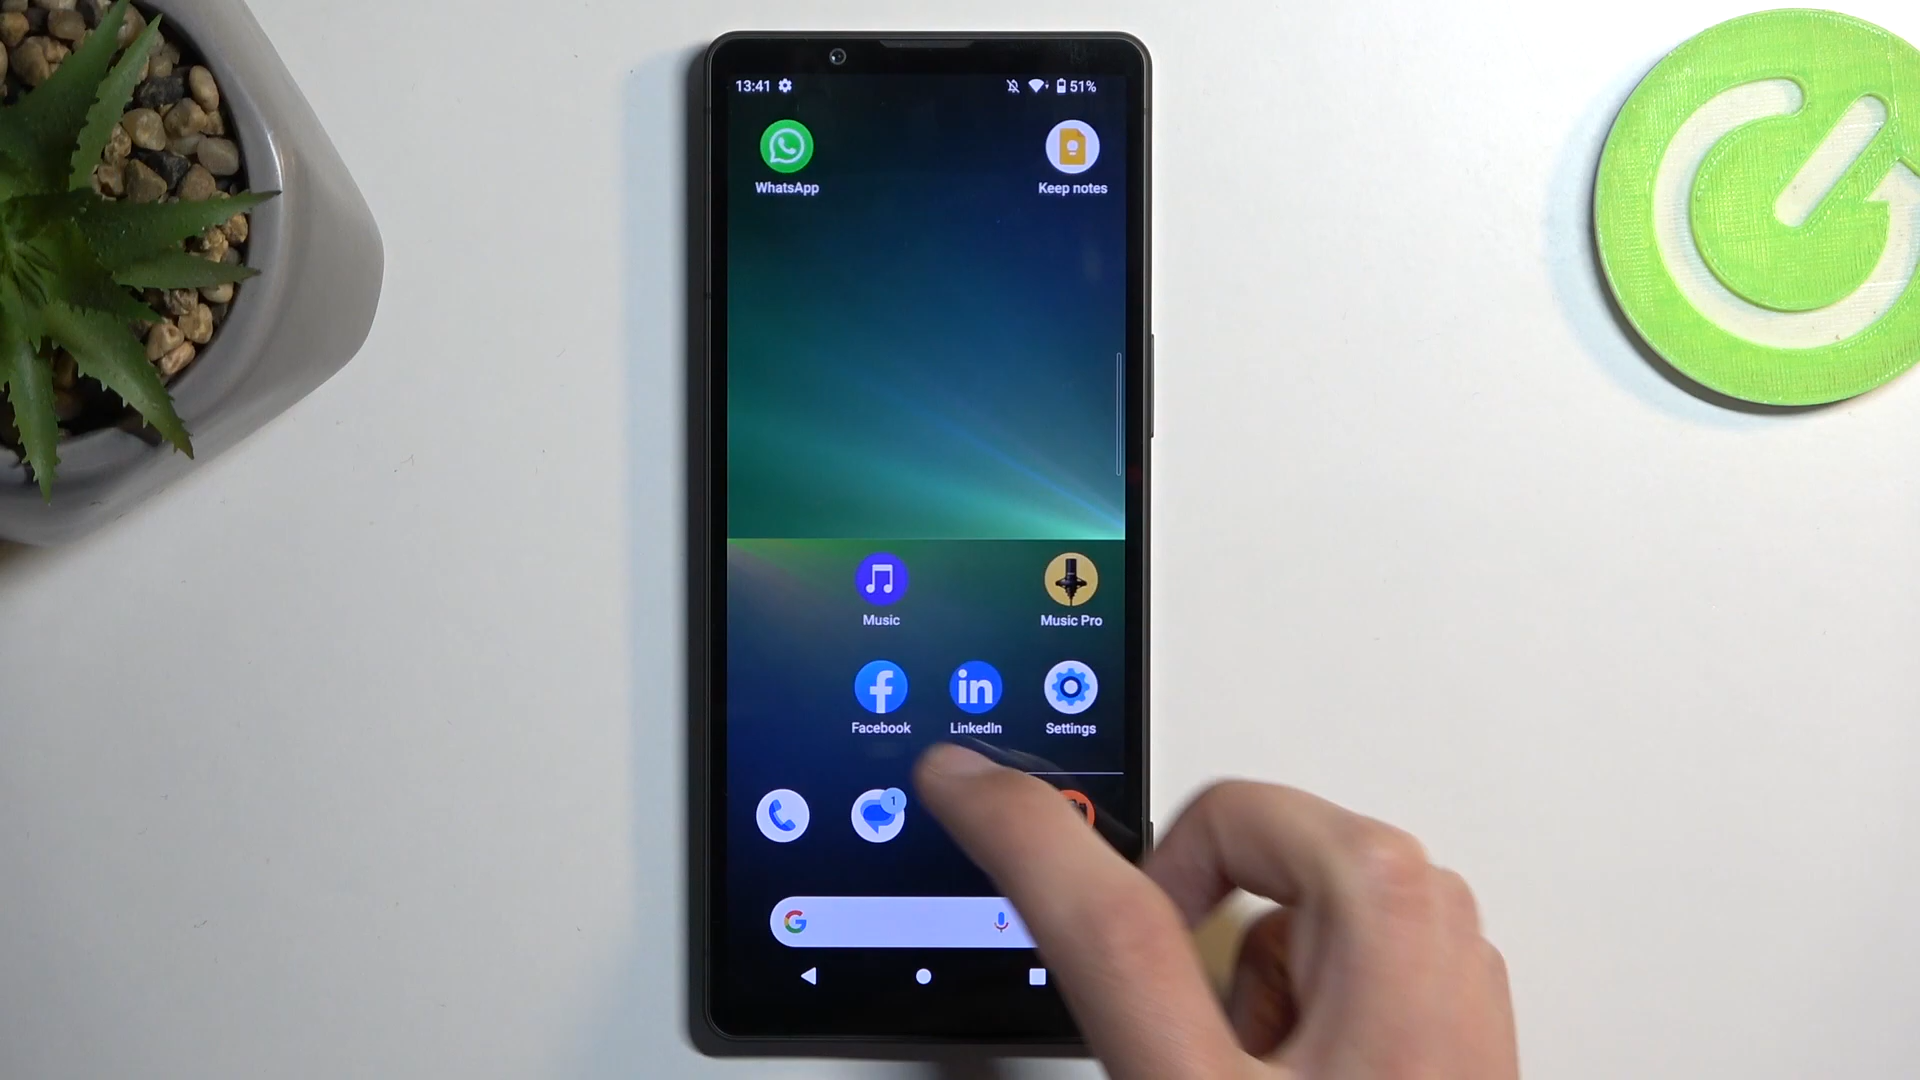 13:41 51%
WhatsApp Keep notes
Music Music Pro
Facebook LinkedIn Settings
1